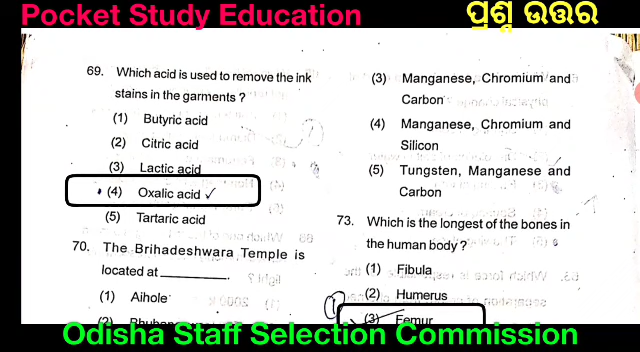 Pocket Study Education
ପ୍ରଶ୍ନ ଉତ୍ତର
69. Which acid is used to remove the ink
stains in the garments ?
(1) Butyric acid
(2) Citric acid
(3) Lactic acid
(4) Oxalic acid ✓
(5) Tartaric acid
70. The Brihadeshwara Temple is
located at
(1) Aihole
(2)
(3) Manganese, Chromium and
Carbon
(4) Manganese, Chromium and
Silicon
(5) Tungsten, Manganese and
Carbon
73. Which is the longest of the bones in
the human body ?
(1) Fibula
(2) Humerus
(3) Femur
Odisha Staff Selection Commission